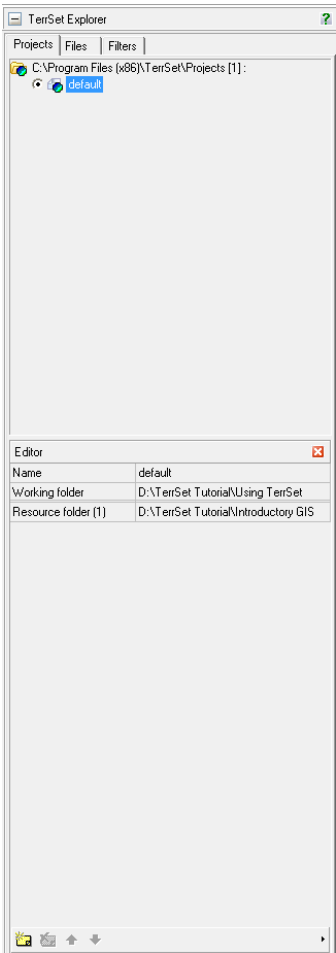 TerrSet Explorer ?
Projects Files Filters
C:\Program Files (x86)\TerrSet\Projects [1] :
default
Editor
Name default
Working folder D:\TerrSet Tutorial\Using TerrSet
Resource folder (1) D:\TerrSet Tutorial\Introductory GIS